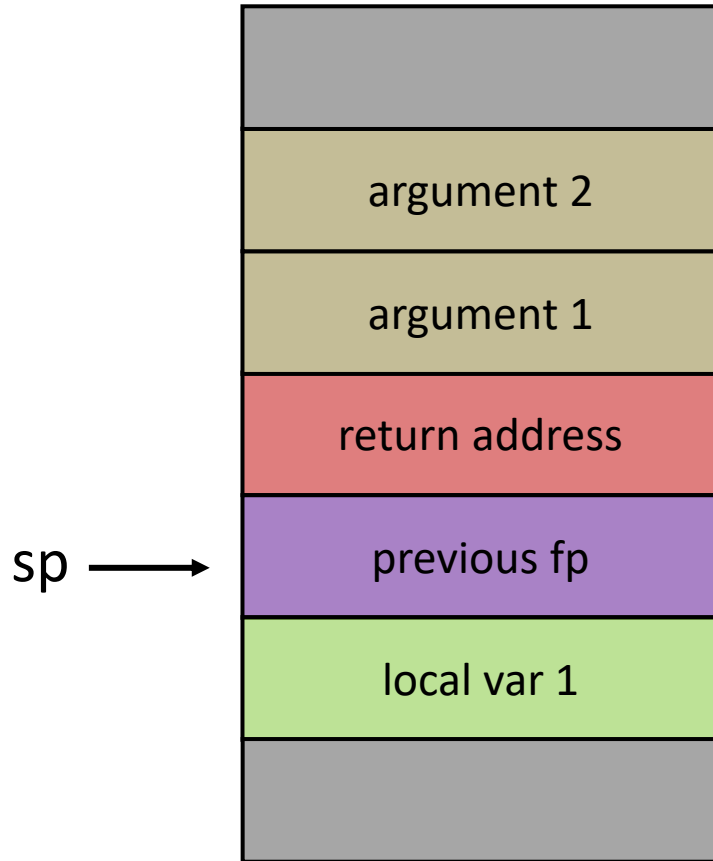 argument 2
argument 1
return address
sp
previous fp
local var 1